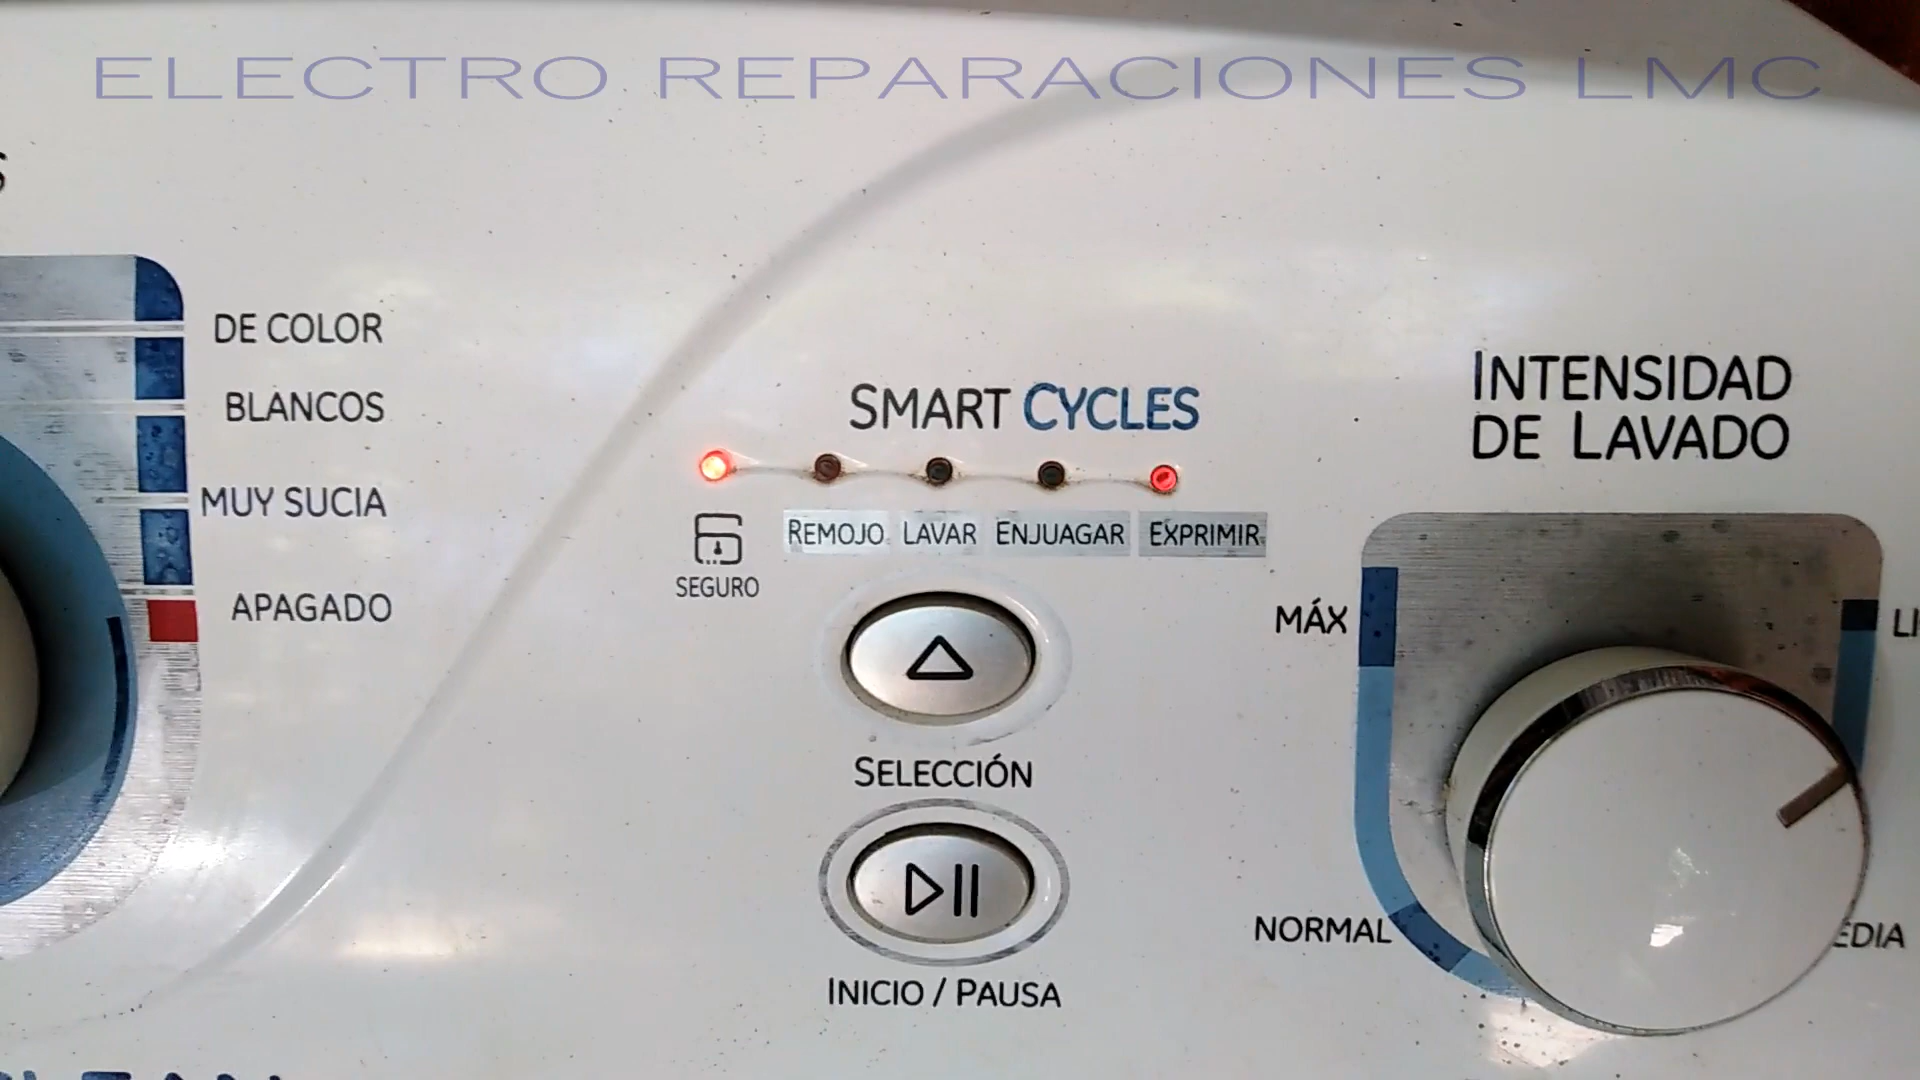 ELECTRO REPARACIONES LMC
DE COLOR
BLANCOS
MUY SUCIA
APAGADO
SMART CYCLES
SEGURO
REMOJO LAVAR ENJUAGAR EXPRIMIR
SELECCIÓN
INICIO / PAUSA
INTENSIDAD
DE LAVADO
MÁX
NORMAL